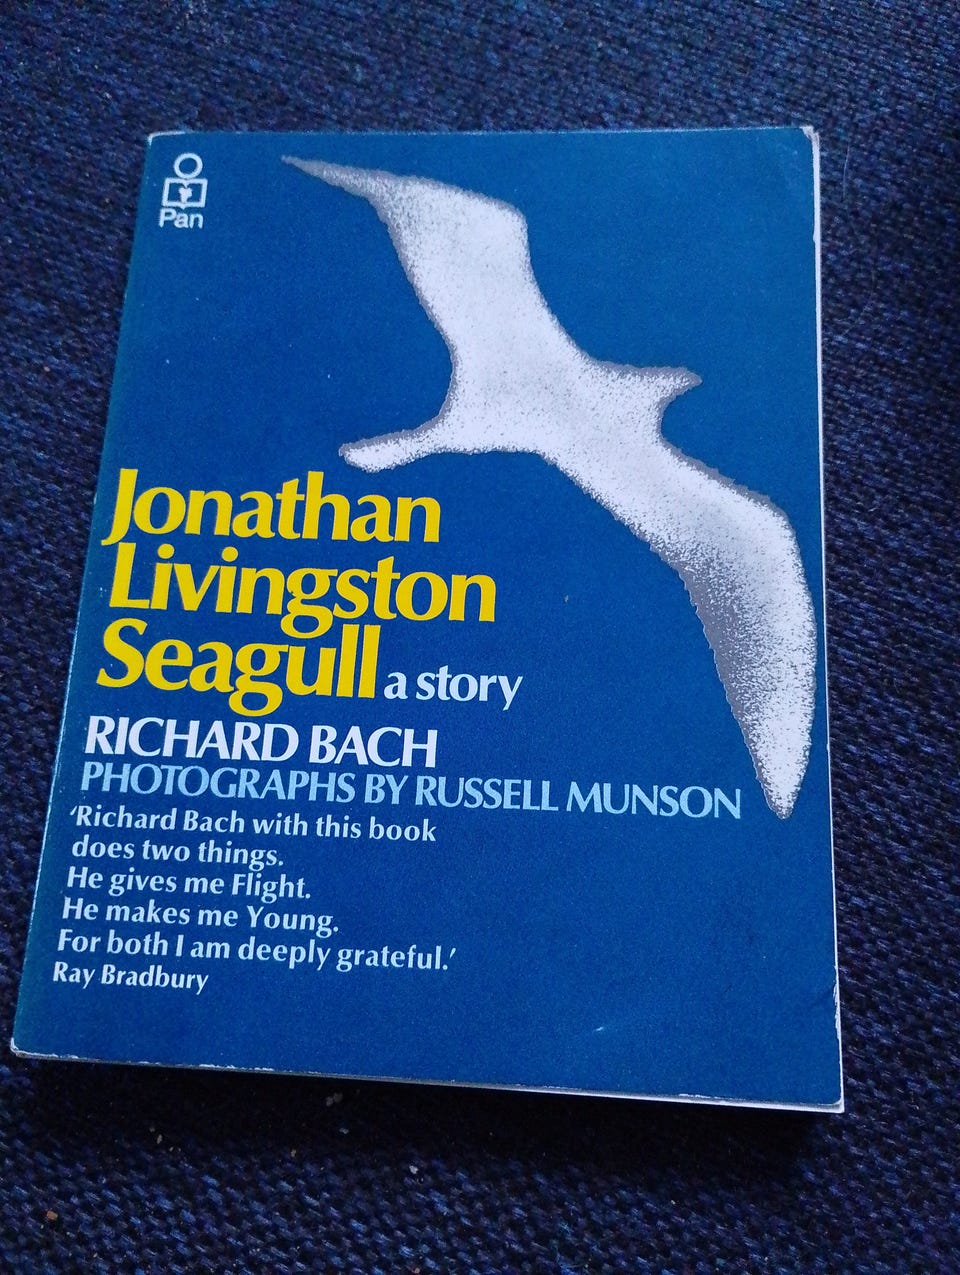 Pan
Jonathan
Livingston
Seagull a story
RICHARD BACH
PHOTOGRAPHS BY RUSSELL MUNSON
'Richard Bach with this book
does two things.
He gives me Flight.
He makes me Young.
For both I am deeply grateful.'
Ray Bradbury